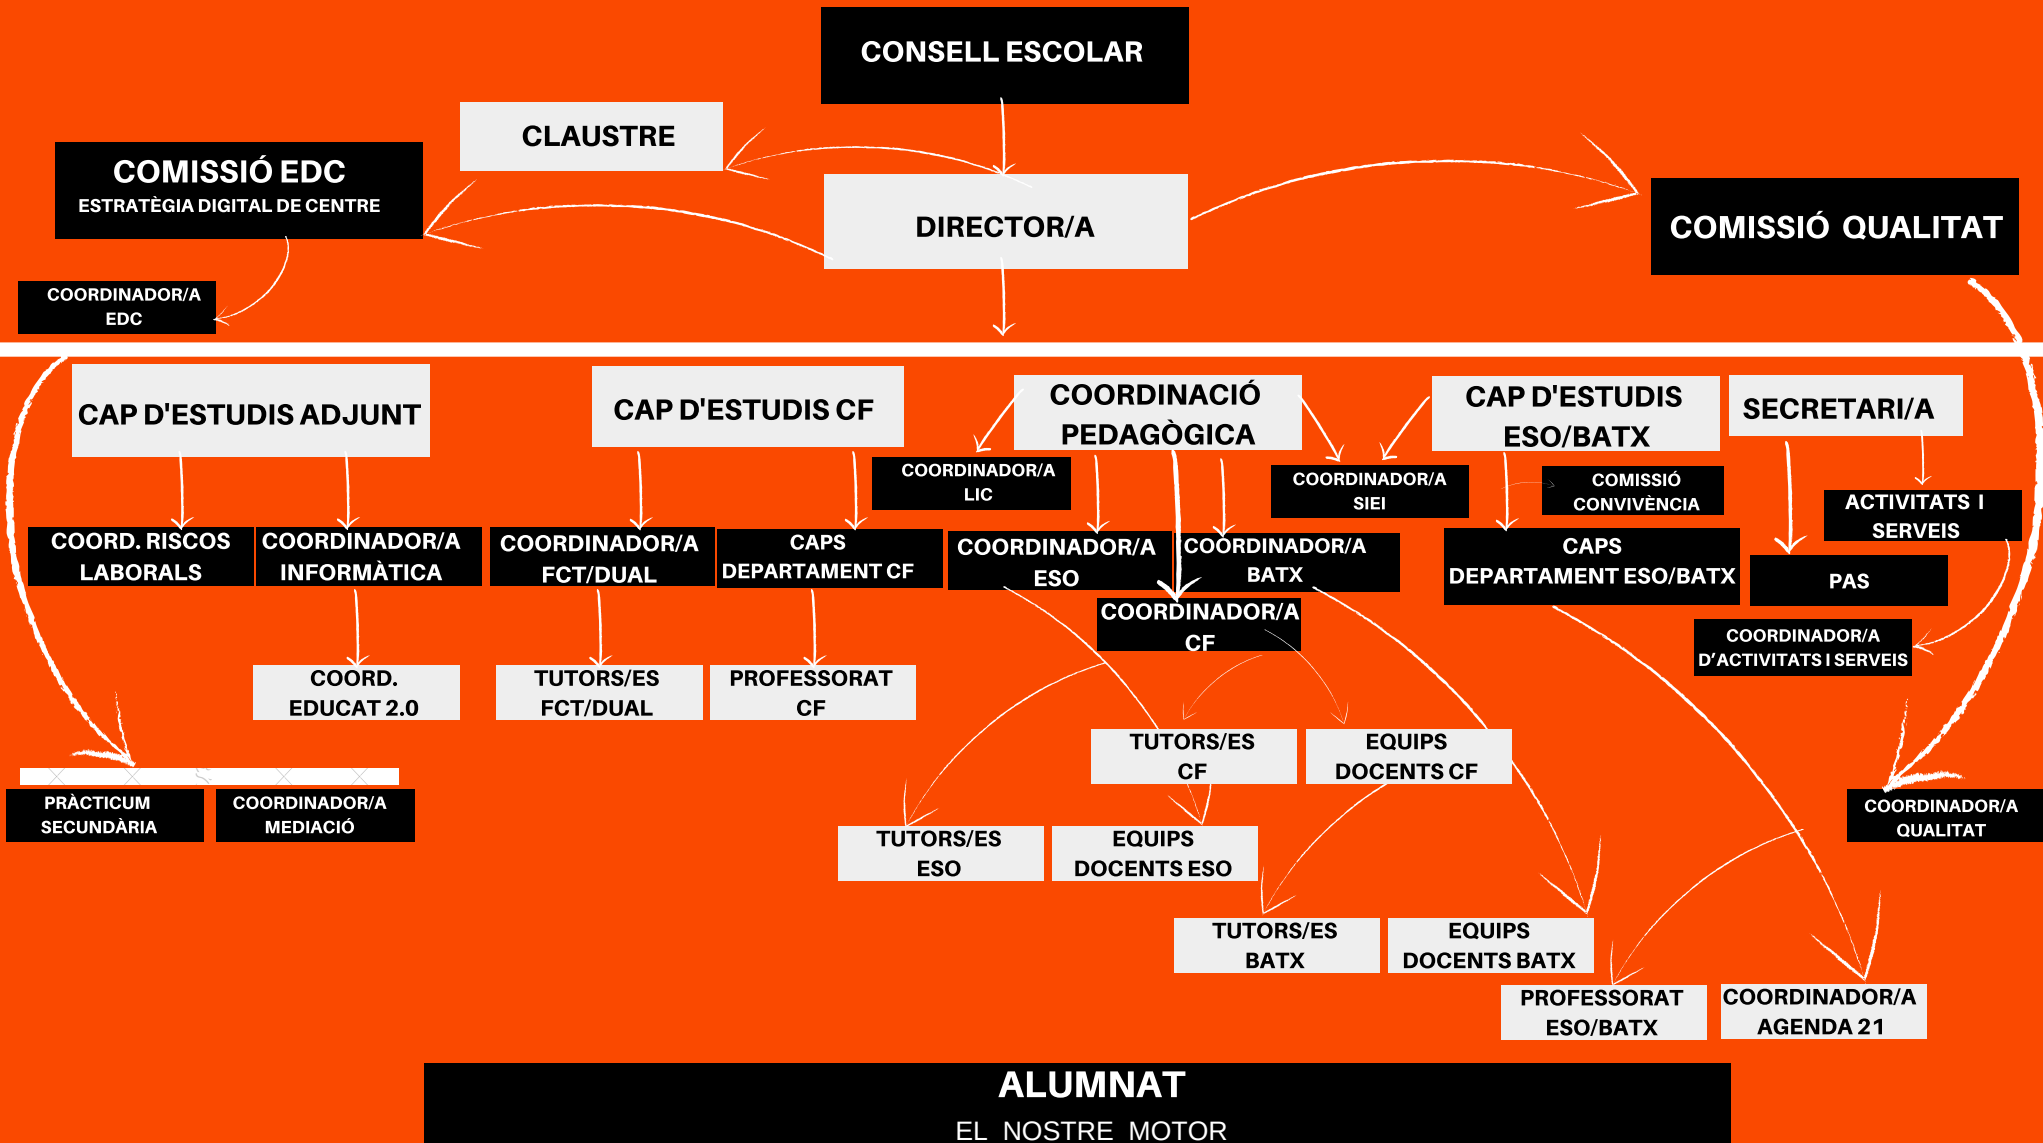 CONSELL ESCOLAR
CLAUSTRE
COMISSIÓ EDC
ESTRATÈGIA DIGITAL DE CENTRE
DIRECTOR/A
COMISSIÓ QUALITAT
COORDINADOR/A
EDC
CAP D'ESTUDIS ADJUNT
CAP D'ESTUDIS CF
COORDINACIÓ
PEDAGÒGICA
CAP D'ESTUDIS
ESO/BATX
SECRETARI/A
COORDINADOR/A
LIC
COORDINADOR/A
SIEI
COMISSIÓ
CONVIVÈNCIA
ACTIVITATS I
SERVEIS
COORD. RISCOS
LABORALS
COORDINADOR/A
INFORMÀTICA
COORDINADOR/A
FCT/DUAL
CAPS
DEPARTAMENT CF
COORDINADOR/A
ESO
COORDINADOR/A
BATX
CAPS
DEPARTAMENT ESO/BATX
PAS
COORDINADOR/A
CF
COORDINADOR/A
D’ACTIVITATS I SERVEIS
COORD.
EDUCAT 2.0
TUTORS/ES
FCT/DUAL
PROFESSORAT
CF
TUTORS/ES
CF
EQUIPS
DOCENTS CF
PRÀCTICUM
SECUNDÀRIA
COORDINADOR/A
MEDIACIÓ
COORDINADOR/A
QUALITAT
TUTORS/ES
ESO
EQUIPS
DOCENTS ESO
TUTORS/ES
BATX
EQUIPS
DOCENTS BATX
PROFESSORAT
ESO/BATX
COORDINADOR/A
AGENDA 21
ALUMNAT
EL NOSTRE MOTOR